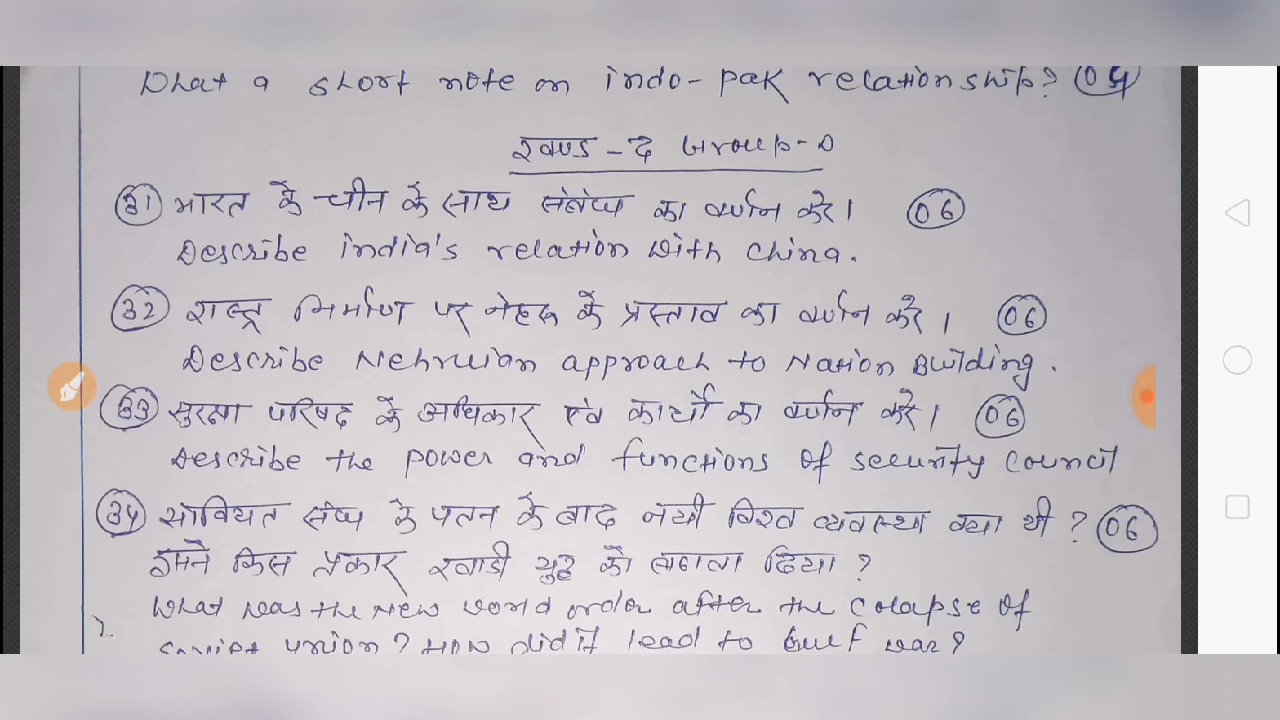 What a short note on indo-pak relationship? 04
खण्ड - द Group-D
31 भारत के चीन के साथ संबंध का वर्णन करें। 06
Describe india's relation with china.
32 राष्ट्र निर्माण पर नेहरू के प्रस्ताव का वर्णन करें। 06
Describe Nehruvian approach to Nation Building.
33 सुरक्षा परिषद के अधिकार एवं कार्यों का वर्णन करें। 06
Describe the power and functions of security council
34 सोवियत संघ के पतन के बाद नयी विश्व व्यवस्था क्या थी ? 06
इसने किस प्रकार खाड़ी युद्ध को बढ़ावा दिया ?
What was the New world order after the colapse of
soviet union? How did it lead to Gulf war?